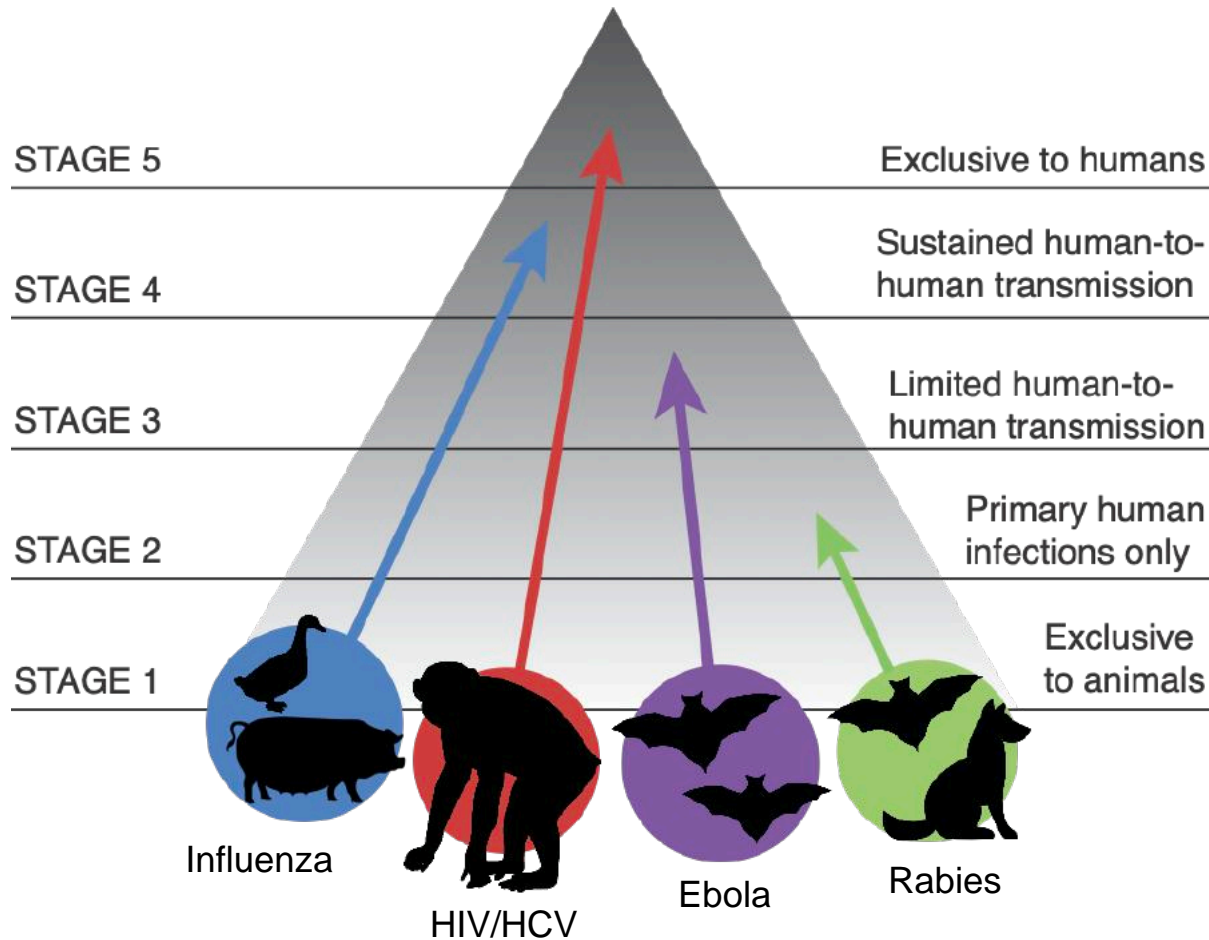 STAGE 5
Exclusive to humans
Sustained human-to-
human transmission
STAGE 4
Limited human-to-
human transmission
STAGE 3
Primary human
infections only
STAGE 2
Exclusive
to animals
STAGE 1
Influenza
HIV/HCV
Ebola
Rabies